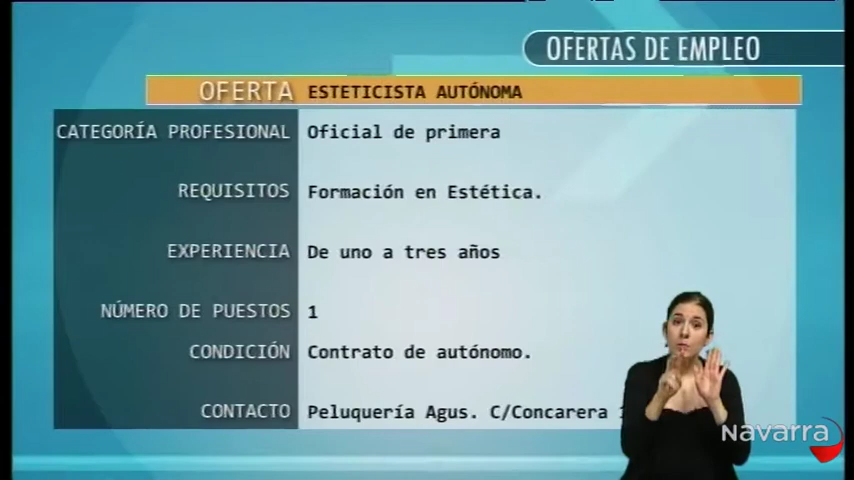 OFERTAS DE EMPLEO
OFERTA ESTETICISTA AUTÓNOMA
CATEGORÍA PROFESIONAL Oficial de primera
REQUISITOS Formación en Estética.
EXPERIENCIA De uno a tres años
NÚMERO DE PUESTOS 1
CONDICIÓN Contrato de autónomo.
CONTACTO Peluquería Agus. C/Concarera
Navarra